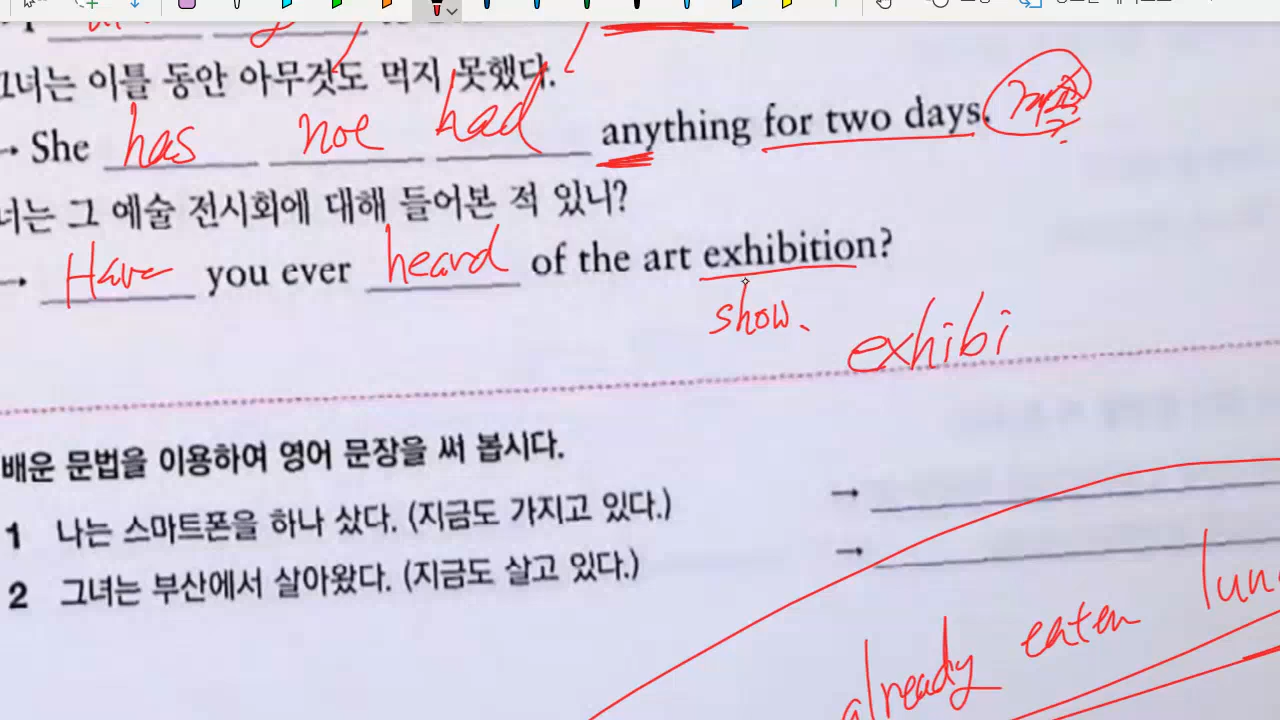 그녀는 이틀 동안 아무것도 먹지 못했다.
→ She has not had anything for two days.
너는 그 예술 전시회에 대해 들어본 적 있니?
→ Have you ever heard of the art exhibition?
show.
exhibi
배운 문법을 이용하여 영어 문장을 써 봅시다.
1 나는 스마트폰을 하나 샀다. (지금도 가지고 있다.) →
2 그녀는 부산에서 살아왔다. (지금도 살고 있다.) →
already eaten